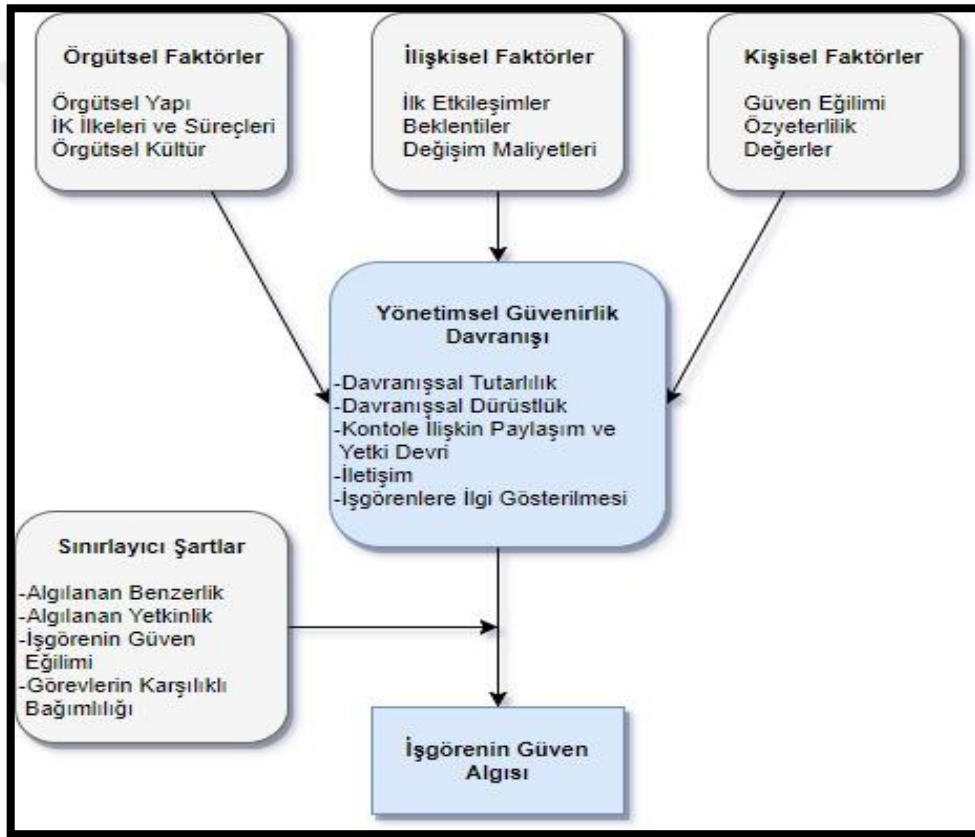 Örgütsel Faktörler
Örgütsel Yapı
İK İlkeleri ve Süreçleri
Örgütsel Kültür
İlişkisel Faktörler
İlk Etkileşimler
Beklentiler
Değişim Maliyetleri
Kişisel Faktörler
Güven Eğilimi
Özyeterlilik
Değerler
Yönetimsel Güvenirlik
Davranışı
-Davranışsal Tutarlılık
-Davranışsal Dürüstlük
-Kontole İlişkin Paylaşım ve
Yetki Devri
-İletişim
-İşgörenlere İlgi Gösterilmesi
Sınırlayıcı Şartlar
-Algılanan Benzerlik
-Algılanan Yetkinlik
-İşgörenin Güven
Eğilimi
-Görevlerin Karşılıklı
Bağımlılığı
İşgörenin Güven
Algısı